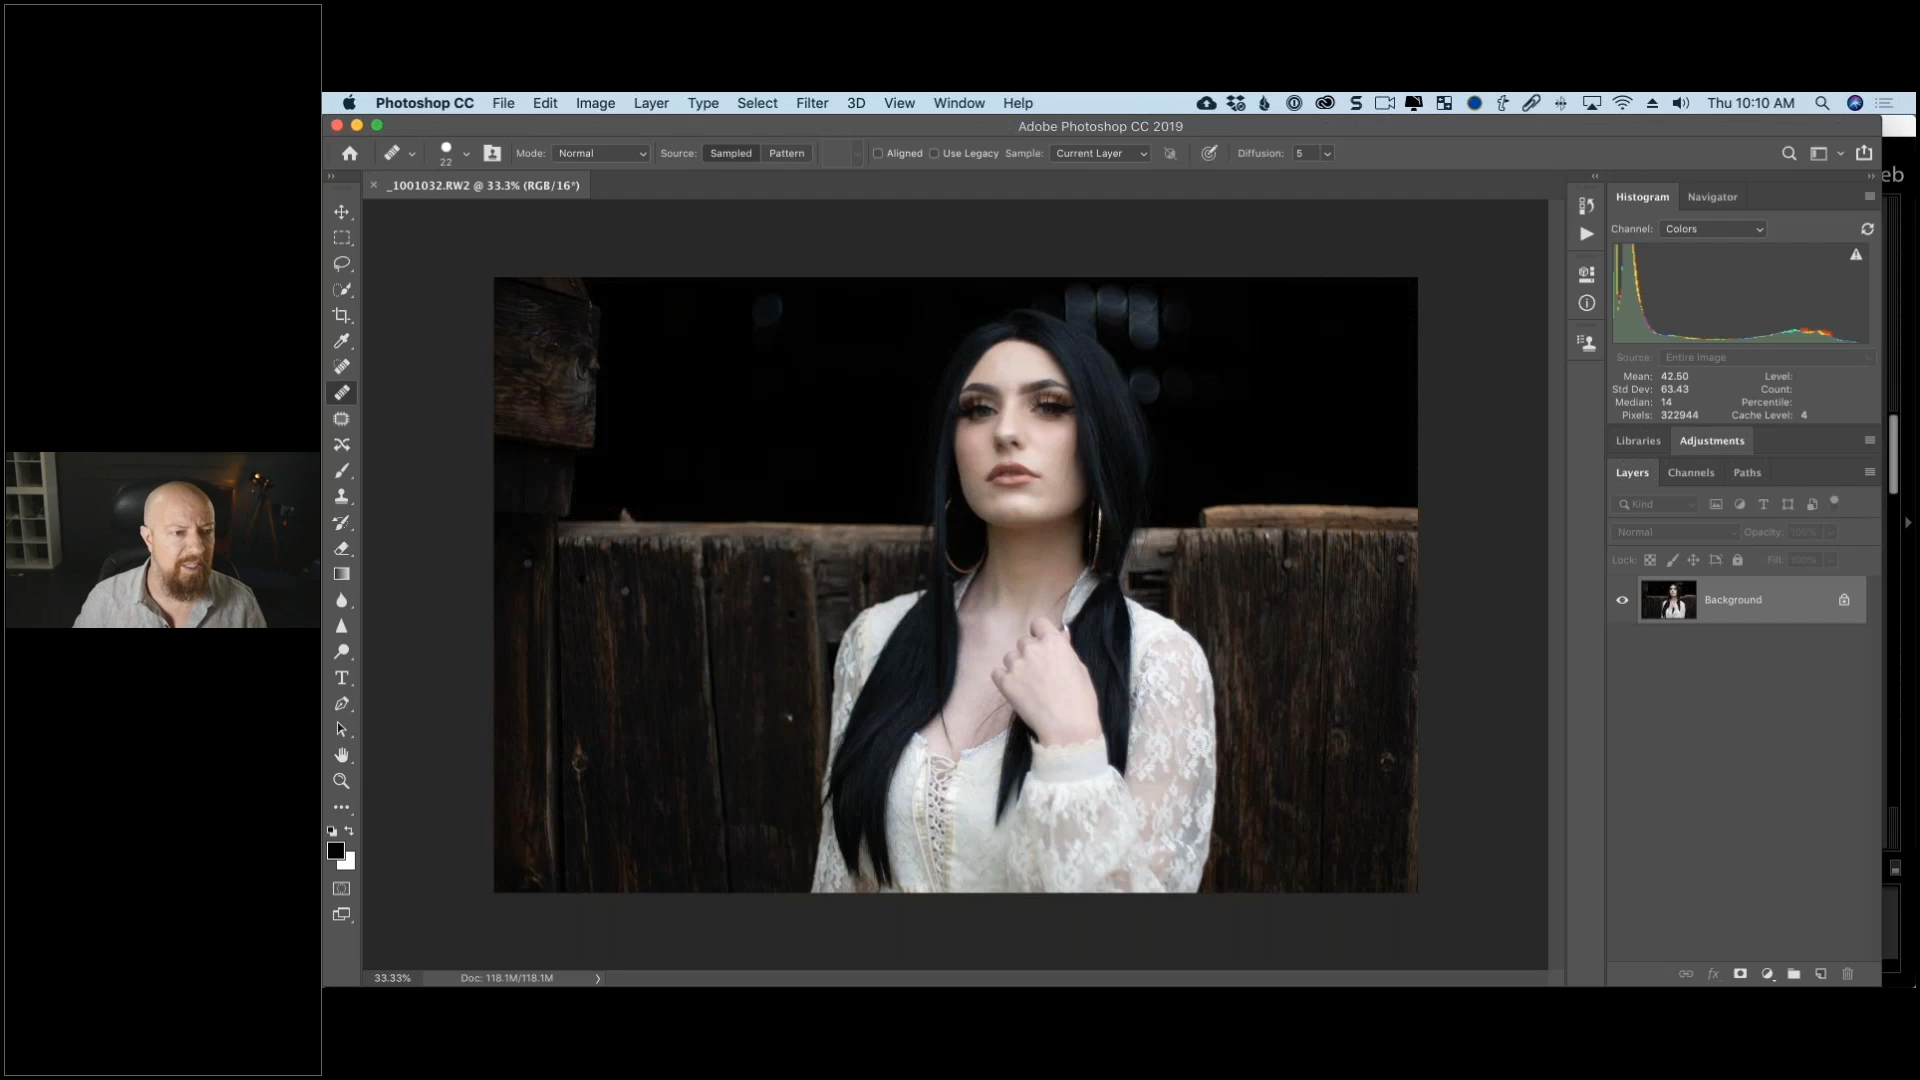 Photoshop CC File Edit Image Layer Type Select Filter 3D View Window Help Thu 10:10 AM
Adobe Photoshop CC 2019
22 Mode: Normal Source: Sampled Pattern Aligned Use Legacy Sample: Current Layer Diffusion: 5
eb
× _1001032.RW2 @ 33.3% (RGB/16*)
Histogram Navigator
Channel: Colors
Source: Entire Image
Mean: 42.50 Level:
Std Dev: 63.43 Count:
Median: 14 Percentile:
Pixels: 322944 Cache Level: 4
Libraries Adjustments
Layers Channels Paths
Kind
Normal Opacity: 100%
Lock: Fill: 100%
Background
fx
33.33% Doc: 118.1M/118.1M